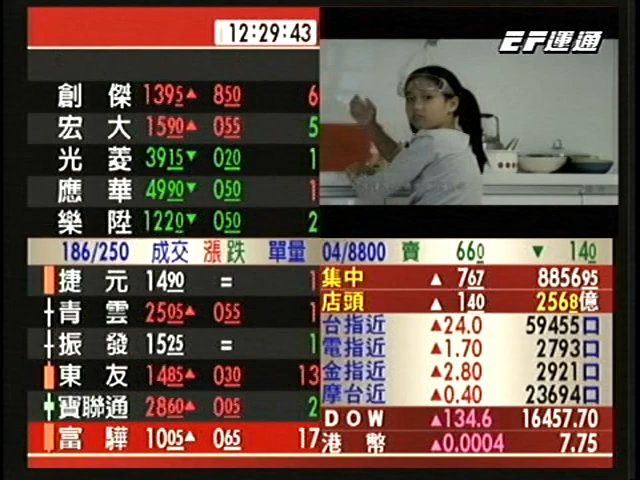 12:29:43
EF運通
創傑 1395▲ 850 6
宏大 1590▲ 055 5
光菱 3915▼ 020 1
應華 4990▼ 050 1
樂陞 1220▼ 050 2
186/250 成交 漲跌 單量 04/8800 賣 660 ▼ 140
捷元 1490 = 1
青雲 2505▲ 055 1
振發 1525 = 1
東友 1485▲ 030 13
寶聯通 2860▲ 005 2
富驊 1005▲ 065 17
集中 ▲ 767 885695
店頭 ▲ 140 2568億
台指近 ▲24.0 59455口
電指近 ▲1.70 2793口
金指近 ▲2.80 2921口
摩台近 ▲0.40 23694口
DOW ▲134.6 16457.70
港幣 ▲0.0004 7.75